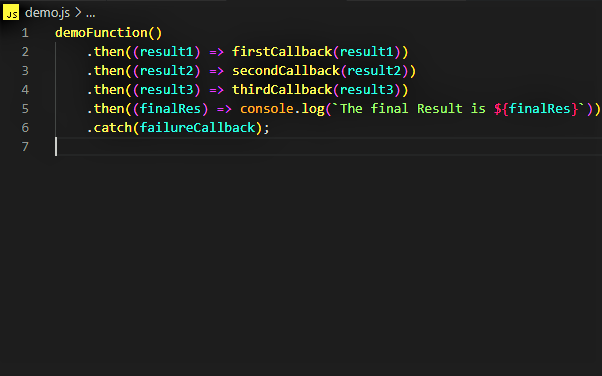 JS demo.js > ...
1 demoFunction()
2 .then((result1) => firstCallback(result1))
3 .then((result2) => secondCallback(result2))
4 .then((result3) => thirdCallback(result3))
5 .then((finalRes) => console.log(`The final Result is ${finalRes}`))
6 .catch(failureCallback);
7